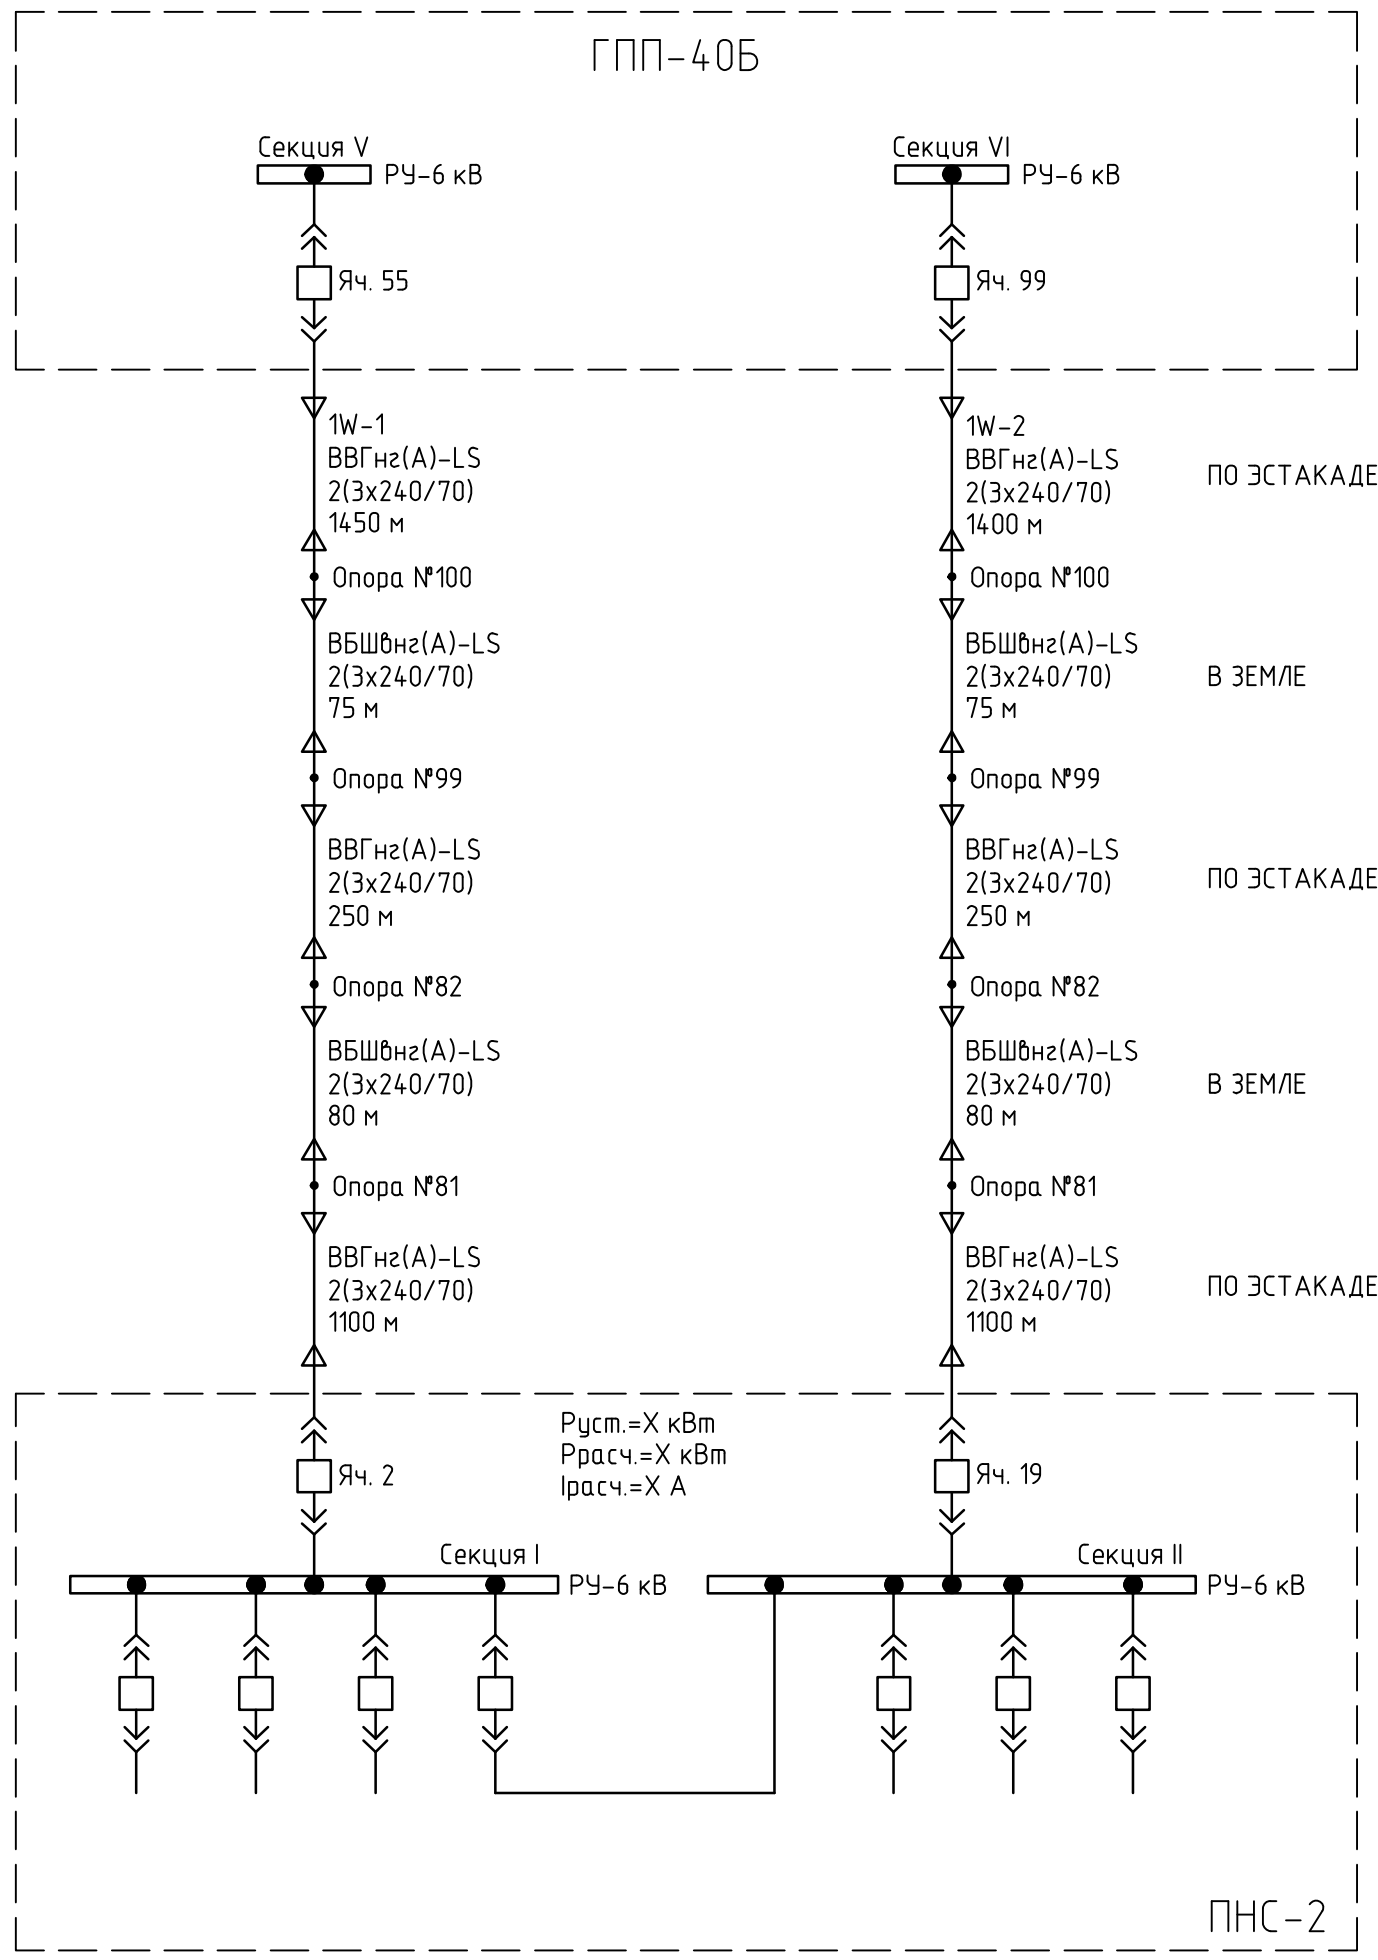 ГПП-40Б
Секция V
РУ-6 кВ
Секция VI
РУ-6 кВ
Яч. 55
Яч. 99
1W-1
ВВГнг(А)-LS
2(3х240/70)
1450 м
1W-2
ВВГнг(А)-LS
2(3х240/70)
1400 м
ПО ЭСТАКАДЕ
Опора №100
Опора №100
ВБШвнг(А)-LS
2(3х240/70)
75 м
ВБШвнг(А)-LS
2(3х240/70)
75 м
В ЗЕМЛЕ
Опора №99
Опора №99
ВВГнг(А)-LS
2(3х240/70)
250 м
ВВГнг(А)-LS
2(3х240/70)
250 м
ПО ЭСТАКАДЕ
Опора №82
Опора №82
ВБШвнг(А)-LS
2(3х240/70)
80 м
ВБШвнг(А)-LS
2(3х240/70)
80 м
В ЗЕМЛЕ
Опора №81
Опора №81
ВВГнг(А)-LS
2(3х240/70)
1100 м
ВВГнг(А)-LS
2(3х240/70)
1100 м
ПО ЭСТАКАДЕ
Руст.=Х кВт
Ррасч.=Х кВт
Iрасч.=Х А
Яч. 2
Яч. 19
Секция I
РУ-6 кВ
Секция II
РУ-6 кВ
ПНС-2